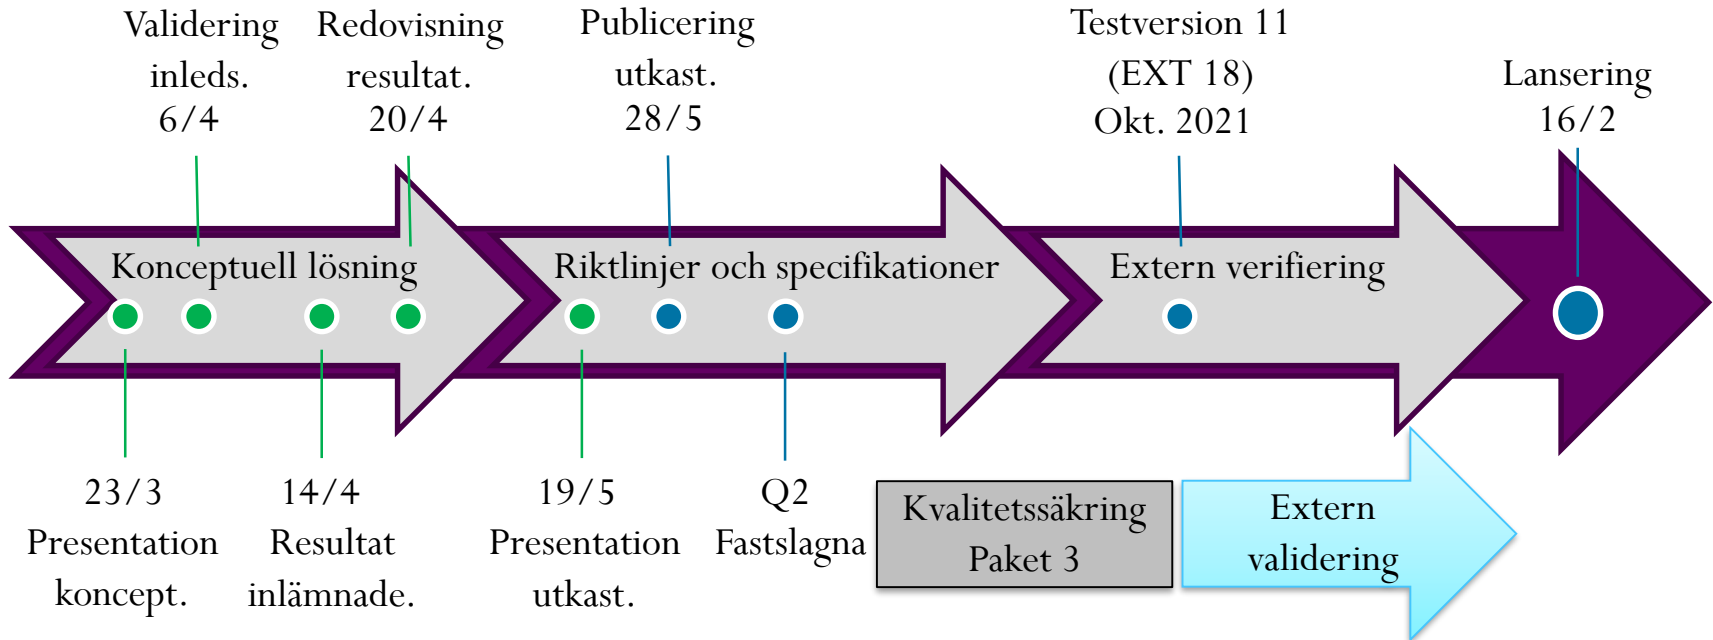 Validering
inleds.
6/4
Redovisning
resultat.
20/4
Publicering
utkast.
28/5
Testversion 11
(EXT 18)
Okt. 2021
Lansering
16/2
Konceptuell lösning
Riktlinjer och specifikationer
Extern verifiering
23/3
Presentation
koncept.
14/4
Resultat
inlämnade.
19/5
Presentation
utkast.
Q2
Fastslagna
Kvalitetssäkring
Paket 3
Extern
validering